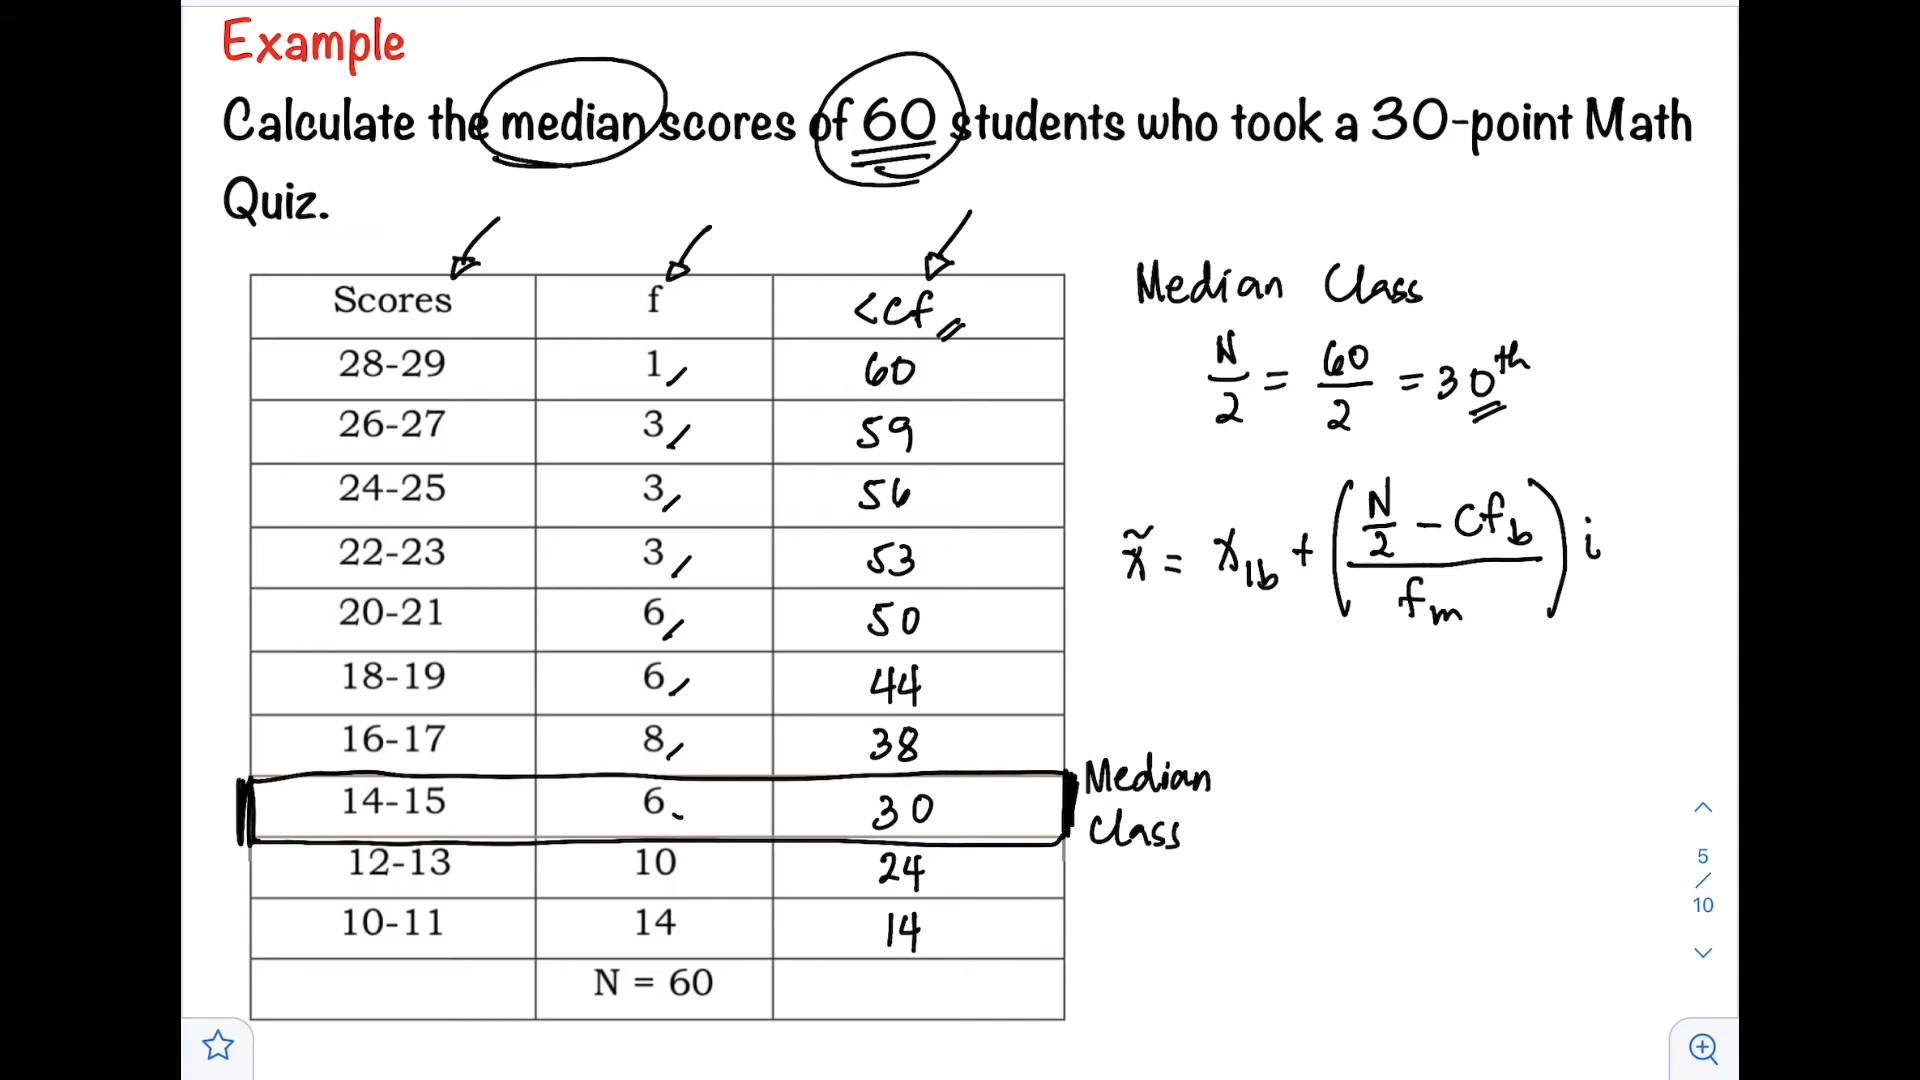 Example
Calculate the median scores of 60 students who took a 30-point Math
Quiz.
Scores f <cf
28-29 1 60
26-27 3 59
24-25 3 56
22-23 3 53
20-21 6 50
18-19 6 44
16-17 8 38
14-15 6 30
12-13 10 24
10-11 14 14
N = 60
Median Class
N/2 = 60/2 = 30th
x̃ = x_lb + ((N/2 - cf_b)/f_m) i
Median
Class
5
/
10